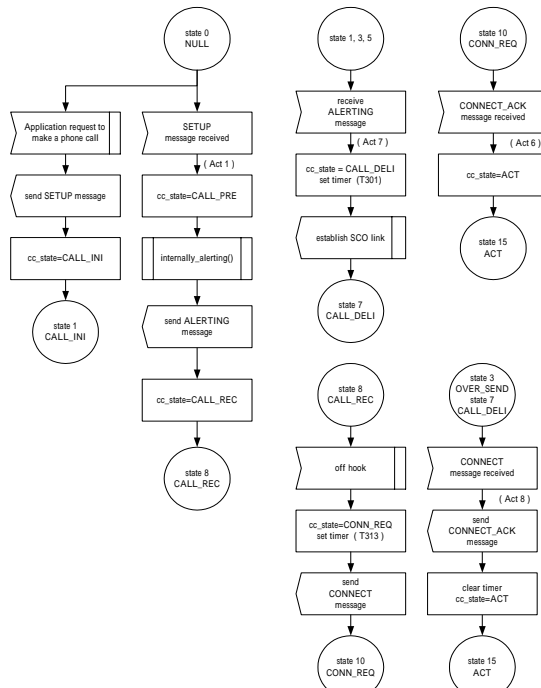 state 0
NULL
Application request to
make a phone call
send SETUP message
cc_state=CALL_INI
state 1
CALL_INI
SETUP
message received
( Act 1 )
cc_state=CALL_PRE
internally_alerting()
send ALERTING
message
cc_state=CALL_REC
state 8
CALL_REC
state 1, 3, 5
receive
ALERTING
message
( Act 7 )
cc_state = CALL_DELI
set timer (T301)
establish SCO link
state 7
CALL_DELI
state 10
CONN_REQ
CONNECT_ACK
message received
( Act 6 )
cc_state=ACT
state 15
ACT
state 8
CALL_REC
off hook
cc_state=CONN_REQ
set timer ( T313 )
send
CONNECT
message
state 10
CONN_REQ
state 3
OVER_SEND
state 7
CALL_DELI
CONNECT
message received
( Act 8 )
send
CONNECT_ACK
message
clear timer
cc_state=ACT
state 15
ACT